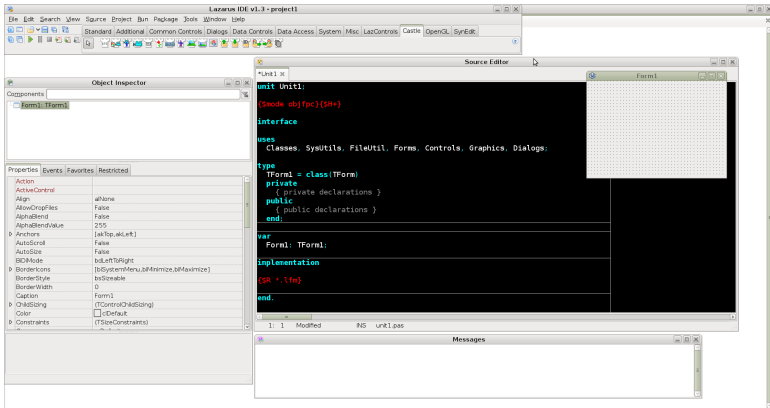 Lazarus IDE v1.3 - project1
File Edit Search View Source Project Run Package Tools Window Help
Standard Additional Common Controls Dialogs Data Controls Data Access System Misc LazControls Castle OpenGL SynEdit
Source Editor
*Unit1
Form1
unit Unit1;
{$mode objfpc}{$H+}
interface
uses
Classes, SysUtils, FileUtil, Forms, Controls, Graphics, Dialogs;
type
TForm1 = class(TForm)
private
{ private declarations }
public
{ public declarations }
end;
var
Form1: TForm1;
implementation
{$R *.lfm}
end.
1: 1 Modified INS unit1.pas
Object Inspector
Components
Form1: TForm1
Properties Events Favorites Restricted
Action
ActiveControl
Align alNone
AllowDropFiles False
AlphaBlend False
AlphaBlendValue 255
Anchors [akTop,akLeft]
AutoScroll False
AutoSize False
BiDiMode bdLeftToRight
BorderIcons [biSystemMenu,biMinimize,biMaximize]
BorderStyle bsSizeable
BorderWidth 0
Caption Form1
ChildSizing (TControlChildSizing)
Color clDefault
Constraints (TSizeConstraints)
Messages